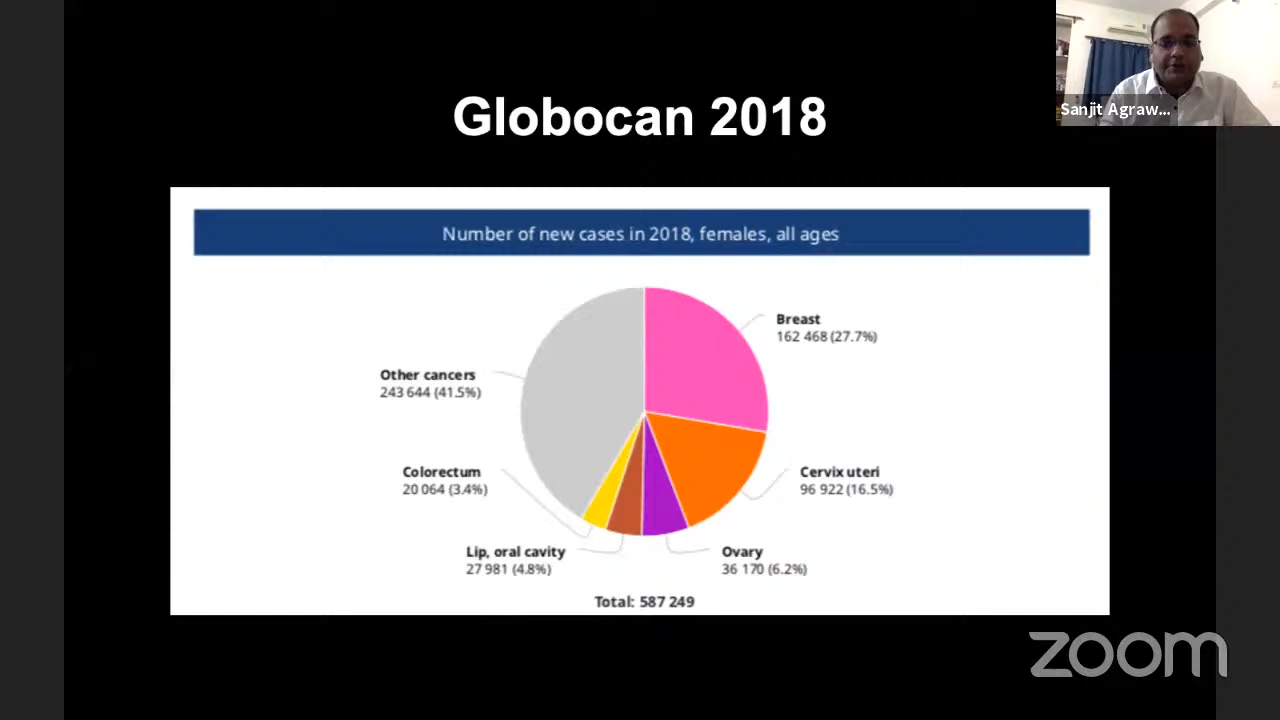 Sanjit Agraw...
Globocan 2018
Number of new cases in 2018, females, all ages
Breast
162 468 (27.7%)
Other cancers
243 644 (41.5%)
Cervix uteri
96 922 (16.5%)
Colorectum
20 064 (3.4%)
Lip, oral cavity
27 981 (4.8%)
Ovary
36 170 (6.2%)
Total: 587 249
zoom